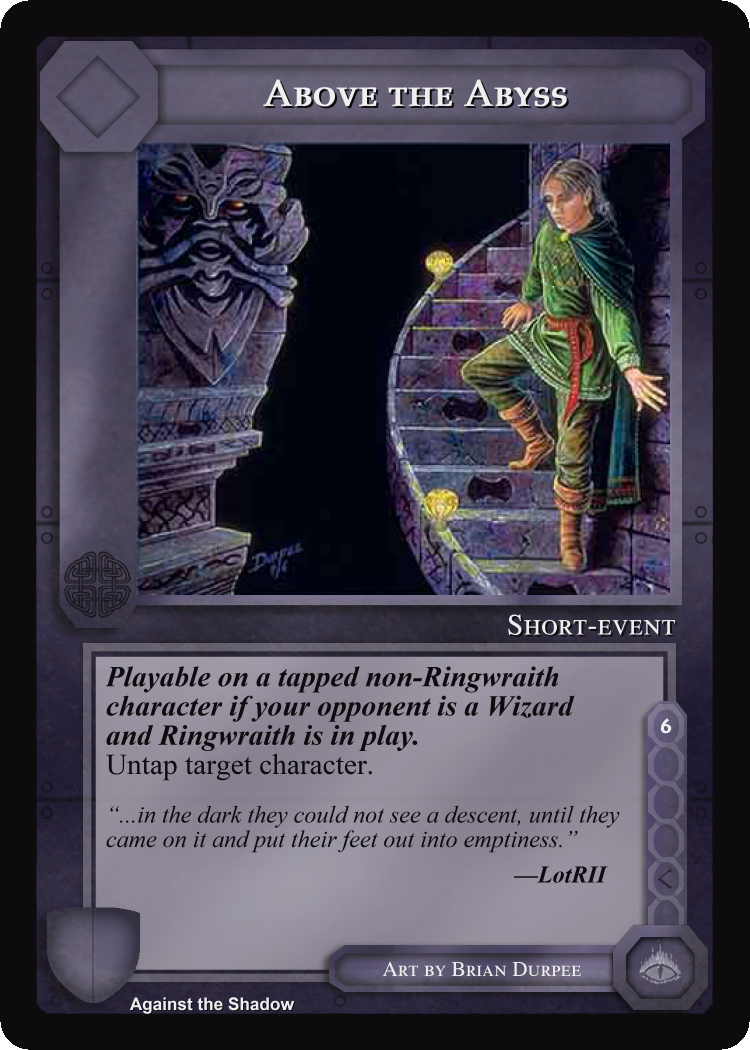 Above the Abyss
Durpee
Short-event
Playable on a tapped non-Ringwraith
character if your opponent is a Wizard
and Ringwraith is in play.
Untap target character.
6
“...in the dark they could not see a descent, until they
came on it and put their feet out into emptiness.”
—LotRII
Art by Brian Durpee
Against the Shadow